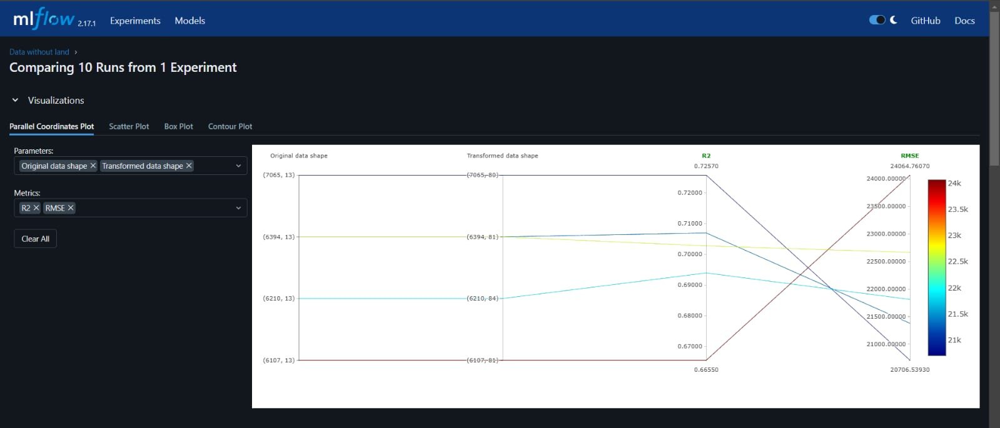 mlflow 2.17.1 Experiments Models GitHub Docs
Data without land ›
Comparing 10 Runs from 1 Experiment
Visualizations
Parallel Coordinates Plot Scatter Plot Box Plot Contour Plot
Parameters:
Original data shape × Transformed data shape ×
Metrics:
R2 × RMSE ×
Clear All
Original data shape
(7065, 13)
(6394, 13)
(6210, 13)
(6107, 13)
Transformed data shape
(7065, 80)
(6394, 81)
(6210, 84)
(6107, 81)
R2
0.72570
0.72000
0.71000
0.70000
0.69000
0.68000
0.67000
0.66550
RMSE
24064.76070
24000.00000
23500.00000
23000.00000
22500.00000
22000.00000
21500.00000
21000.00000
20706.53930
24k
23.5k
23k
22.5k
22k
21.5k
21k